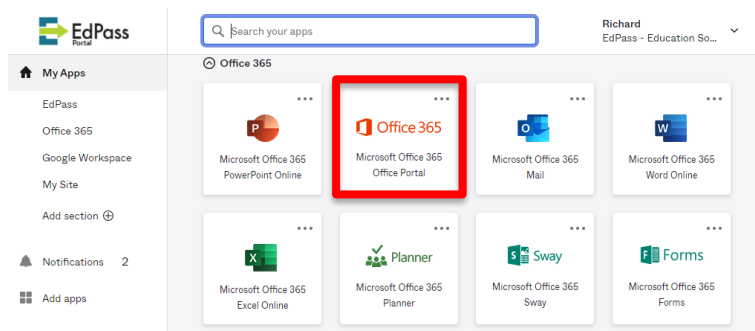 EdPass
Portal
Search your apps
Richard
EdPass - Education So...
My Apps
EdPass
Office 365
Google Workspace
My Site
Add section
Notifications 2
Add apps
Office 365
P
Microsoft Office 365
PowerPoint Online
Office 365
Microsoft Office 365
Office Portal
o
Microsoft Office 365
Mail
W
Microsoft Office 365
Word Online
X
Microsoft Office 365
Excel Online
Planner
Microsoft Office 365
Planner
S
Sway
Microsoft Office 365
Sway
F
Forms
Microsoft Office 365
Forms